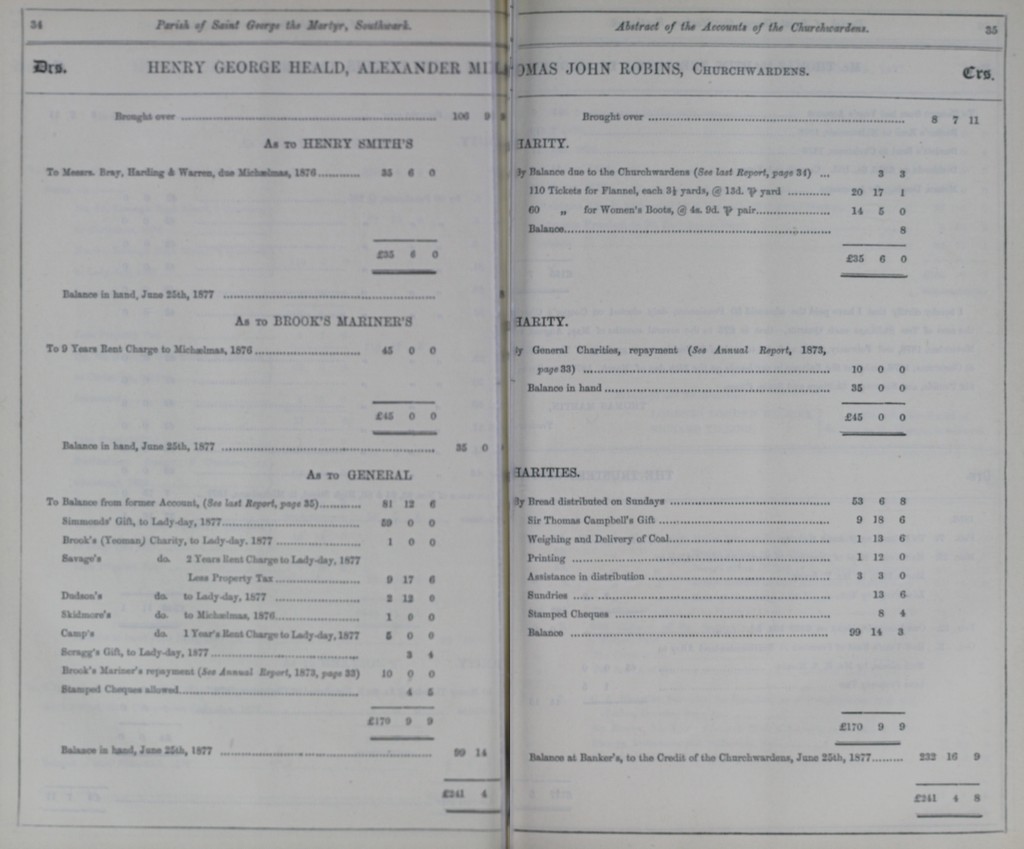 34 Parish of Saint George the Martyr, Southwark.
Drs. HENRY GEORGE HEALD, ALEXANDER MIL
Brought over ........ 106 9 9
As to HENRY SMITH'S
To Messrs. Bray, Harding & Warren, due Michælmas, 1876 ............ 35 6 0
£35 6 0
Balance in hand, June 25th, 1877 ........
As to BROOK'S MARINER'S
To 9 Years Rent Charge to Michælmas, 1876 ........ 45 0 0
£45 0 0
Balance in hand, June 25th, 1877 ........ 35 0
As to GENERAL
To Balance from former Account, (See last Report, page 35) ............ 81 12 6
Simmonds' Gift, to Lady-day, 1877 ........ 59 0 0
Brook's (Yeoman) Charity, to Lady-day. 1877 ........ 1 0 0
Savage's do. 2 Years Rent Charge to Lady-day, 1877
Less Property Tax ........ 9 17 6
Dudson's do. to Lady-day, 1877 ........ 2 12 0
Skidmore's do. to Michælmas, 1876 ........ 1 0 0
Camp's do. 1 Year's Rent Charge to Lady-day, 1877 5 0 0
Scragg's Gift, to Lady-day, 1877 ........ 3 4
Brook's Mariner's repayment (See Annual Report, 1873, page 33) 10 0 0
Stamped Cheques allowed ........ 4 5
£170 9 9
Balance in hand, June 25th, 1877 ........ 99 14
£241 4
Abstract of the Accounts of the Churchwardens. 35
OMAS JOHN ROBINS, Churchwardens. Crs.
Brought over ........ 8 7 11
HARITY.
By Balance due to the Churchwardens (See last Report, page 34) ... 3 3
110 Tickets for Flannel, each 3½ yards, @ 13d. ℔ yard ............ 20 17 1
60 „ for Women's Boots, @ 4s. 9d. ℔ pair ........ 14 5 0
Balance ........ 8
£35 6 0
HARITY.
By General Charities, repayment (See Annual Report, 1873,
page 33) ........ 10 0 0
Balance in hand ........ 35 0 0
£45 0 0
HARITIES.
By Bread distributed on Sundays ........ 53 6 8
Sir Thomas Campbell's Gift ........ 9 18 6
Weighing and Delivery of Coal ........ 1 13 6
Printing ........ 1 12 0
Assistance in distribution ........ 3 3 0
Sundries ........ 13 6
Stamped Cheques ........ 8 4
Balance ........ 99 14 3
£170 9 9
Balance at Banker's, to the Credit of the Churchwardens, June 25th, 1877 ........ 232 16 9
£241 4 8